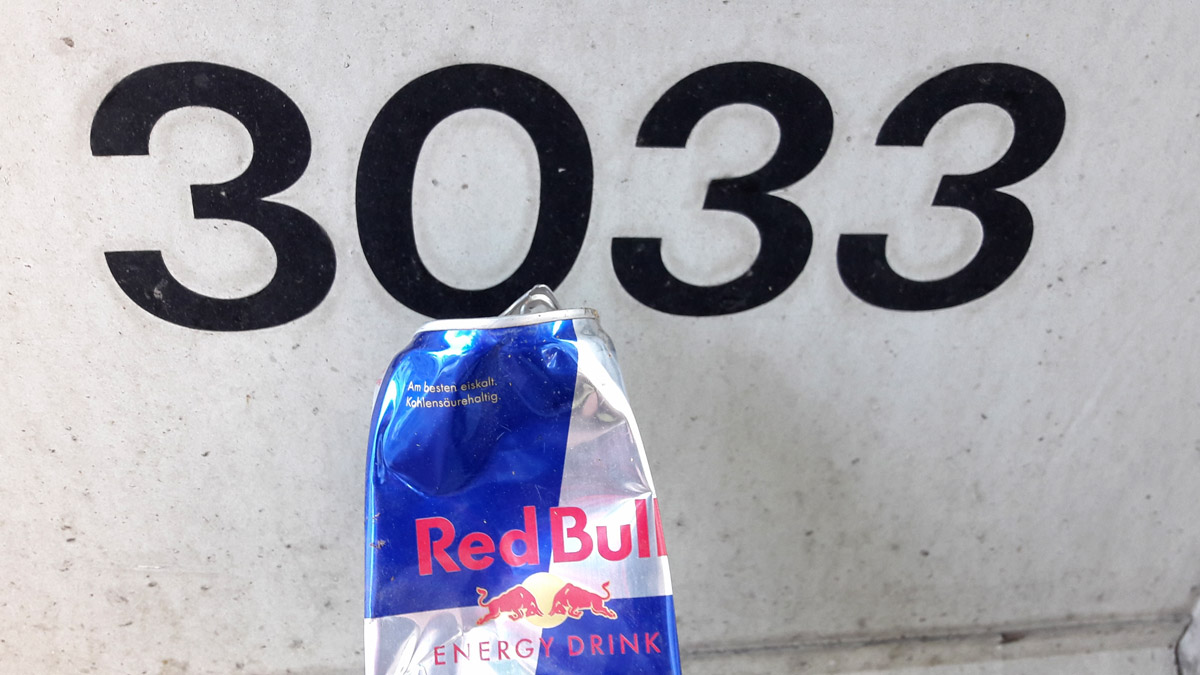 3033
Am besten eiskalt.
Kohlensäurehaltig.
Red Bull
ENERGY DRINK